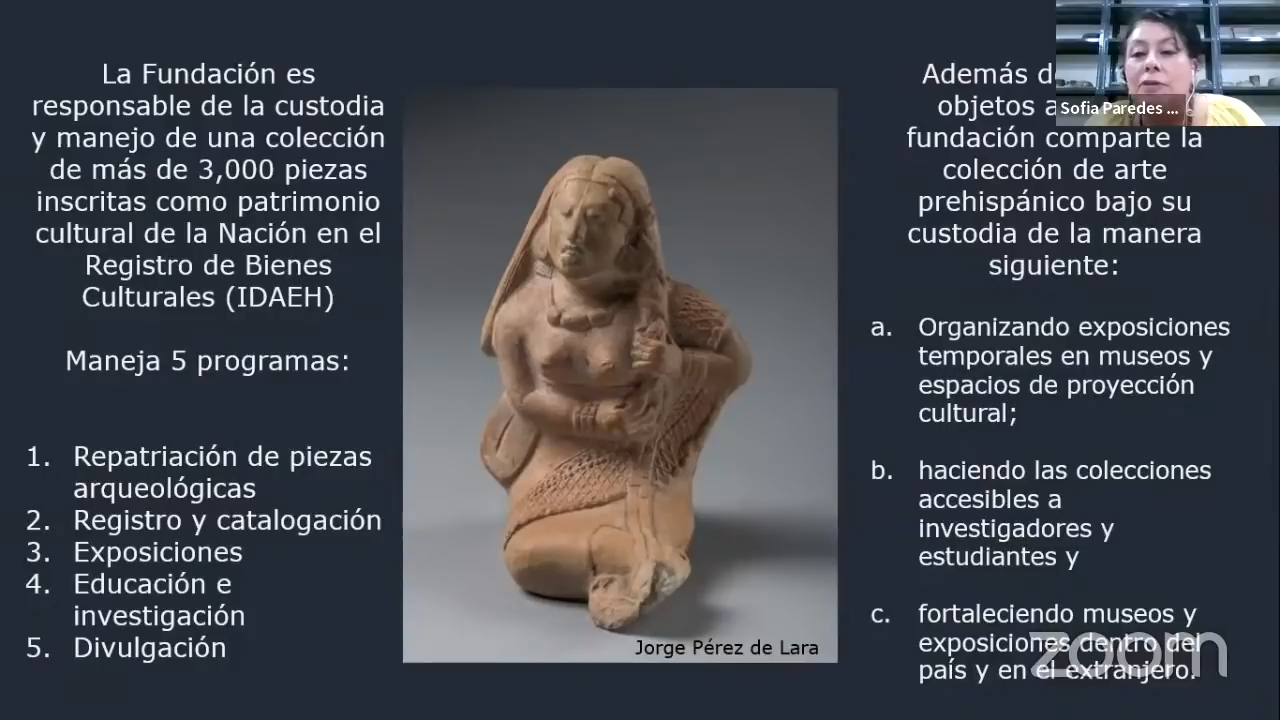 La Fundación es
responsable de la custodia
y manejo de una colección
de más de 3,000 piezas
inscritas como patrimonio
cultural de la Nación en el
Registro de Bienes
Culturales (IDAEH)
Maneja 5 programas:
1. Repatriación de piezas
arqueológicas
2. Registro y catalogación
3. Exposiciones
4. Educación e
investigación
5. Divulgación
Jorge Pérez de Lara
Además
objetos
fundación comparte la
colección de arte
prehispánico bajo su
custodia de la manera
siguiente:
a. Organizando exposiciones
temporales en museos y
espacios de proyección
cultural;
b. haciendo las colecciones
accesibles a
investigadores y
estudiantes y
c. fortaleciendo museos y
exposiciones dentro del
país y en el extranjero.
Sofia Paredes ...
zoom